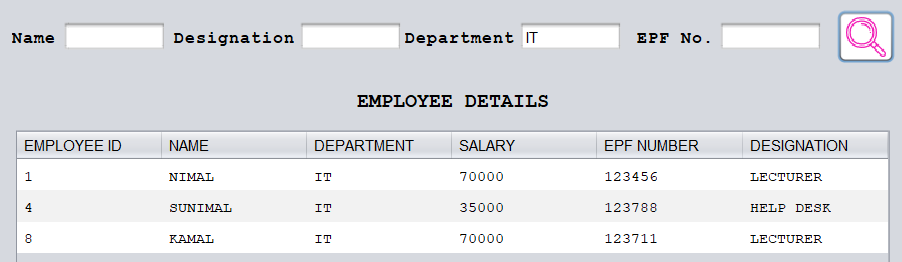 Name Designation Department IT EPF No.
EMPLOYEE DETAILS
EMPLOYEE ID NAME DEPARTMENT SALARY EPF NUMBER DESIGNATION
1 NIMAL IT 70000 123456 LECTURER
4 SUNIMAL IT 35000 123788 HELP DESK
8 KAMAL IT 70000 123711 LECTURER